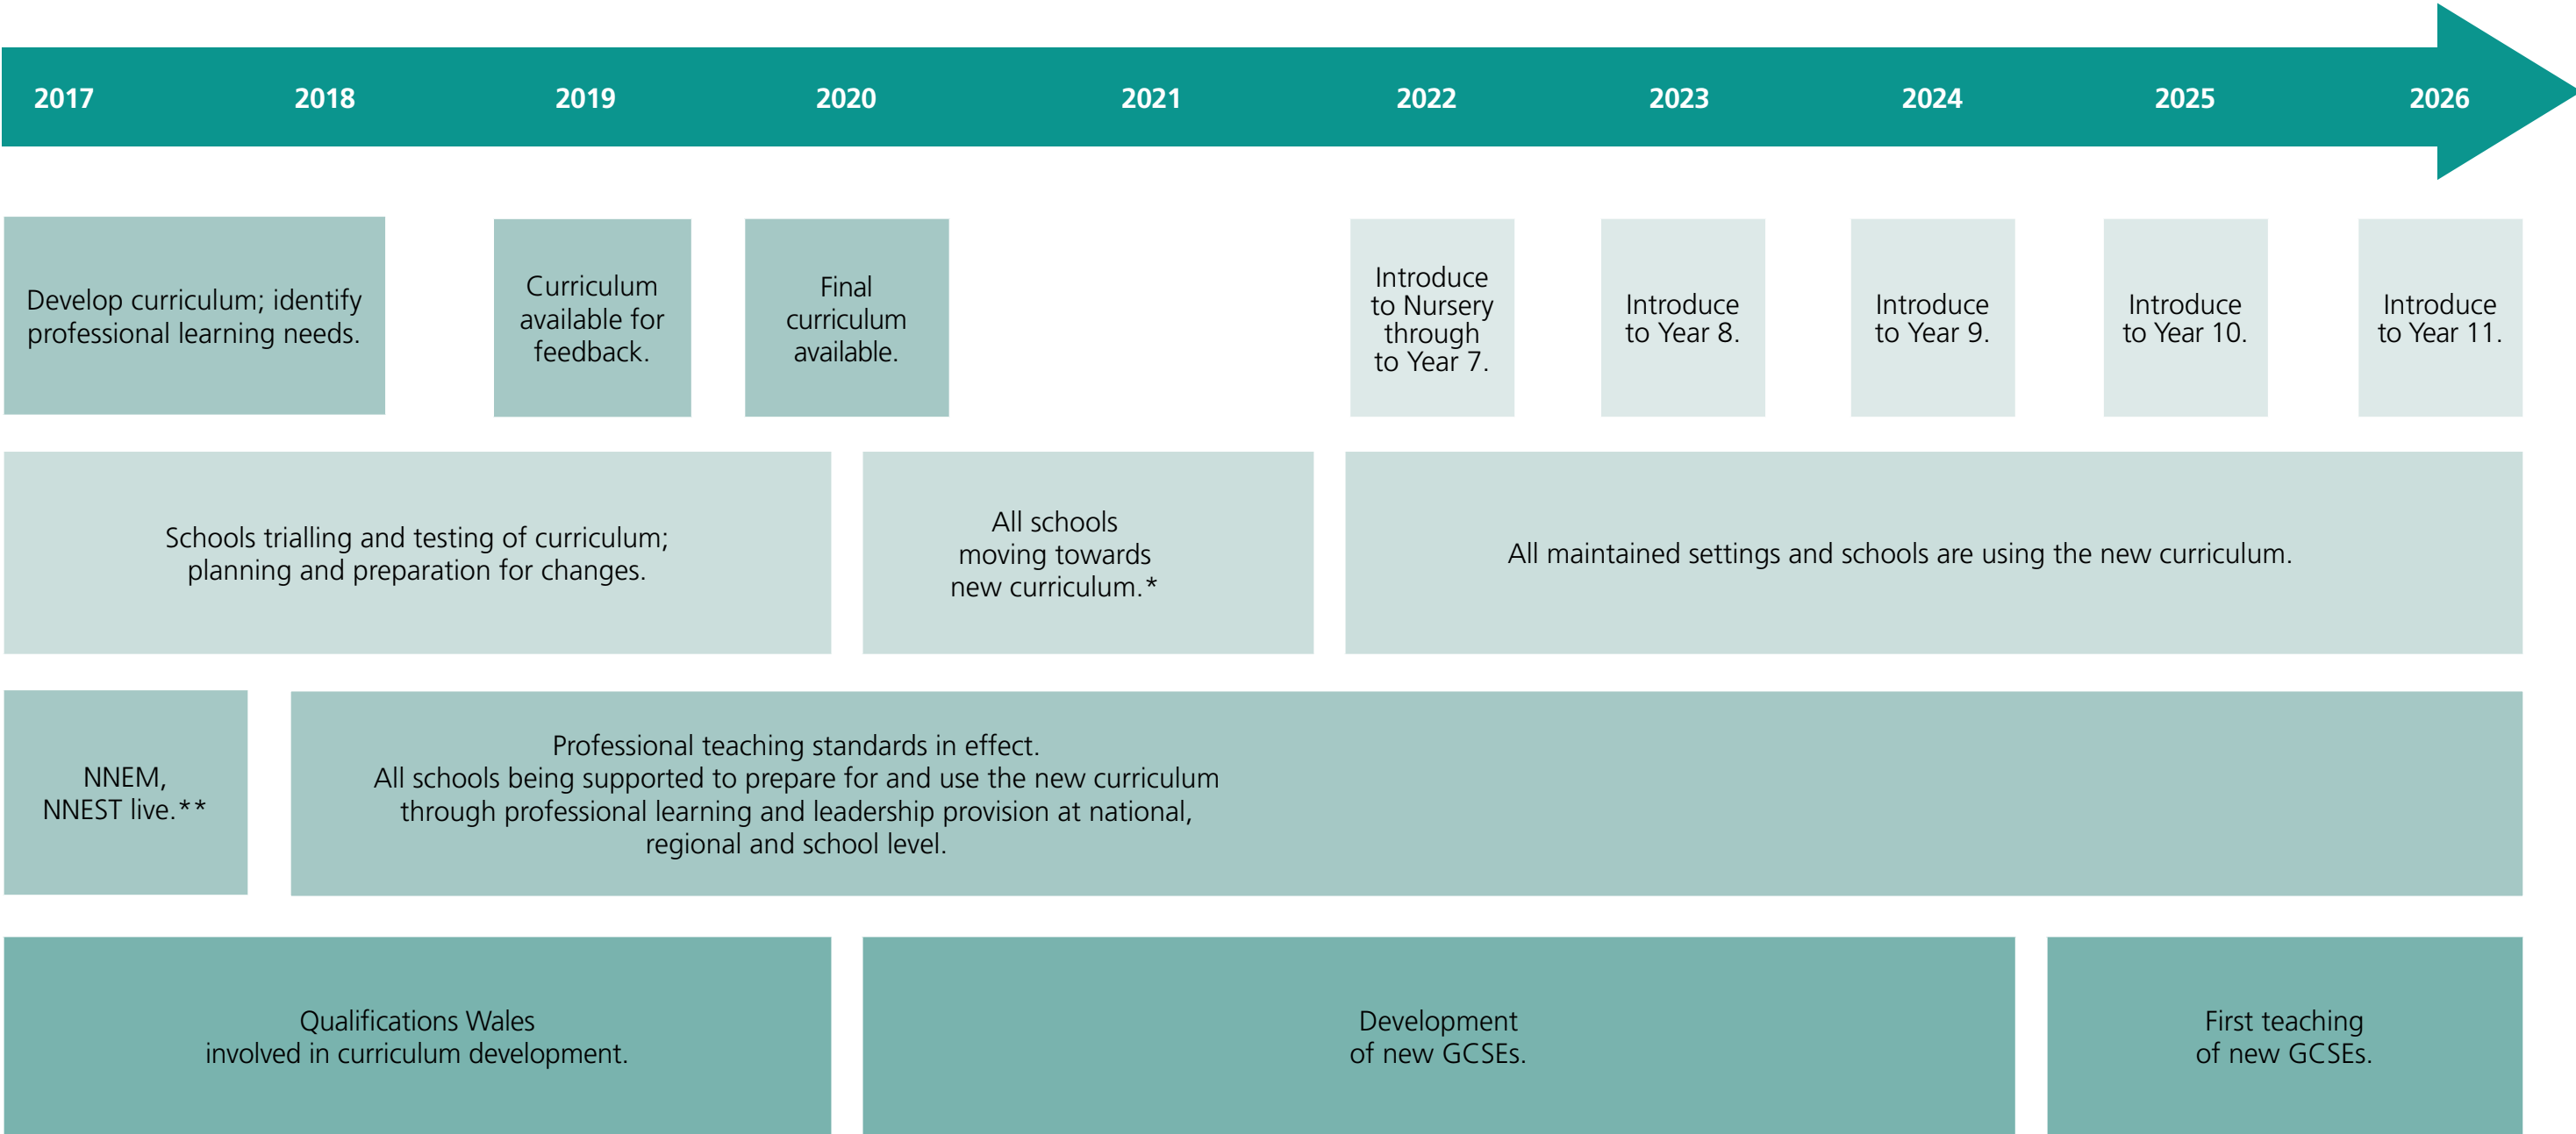 2017 2018 2019 2020 2021 2022 2023 2024 2025 2026
Develop curriculum; identify
professional learning needs.
Curriculum
available for
feedback.
Final
curriculum
available.
Introduce
to Nursery
through
to Year 7.
Introduce
to Year 8.
Introduce
to Year 9.
Introduce
to Year 10.
Introduce
to Year 11.
Schools trialling and testing of curriculum;
planning and preparation for changes.
All schools
moving towards
new curriculum.*
All maintained settings and schools are using the new curriculum.
NNEM,
NNEST live.**
Professional teaching standards in effect.
All schools being supported to prepare for and use the new curriculum
through professional learning and leadership provision at national,
regional and school level.
Qualifications Wales
involved in curriculum development.
Development
of new GCSEs.
First teaching
of new GCSEs.